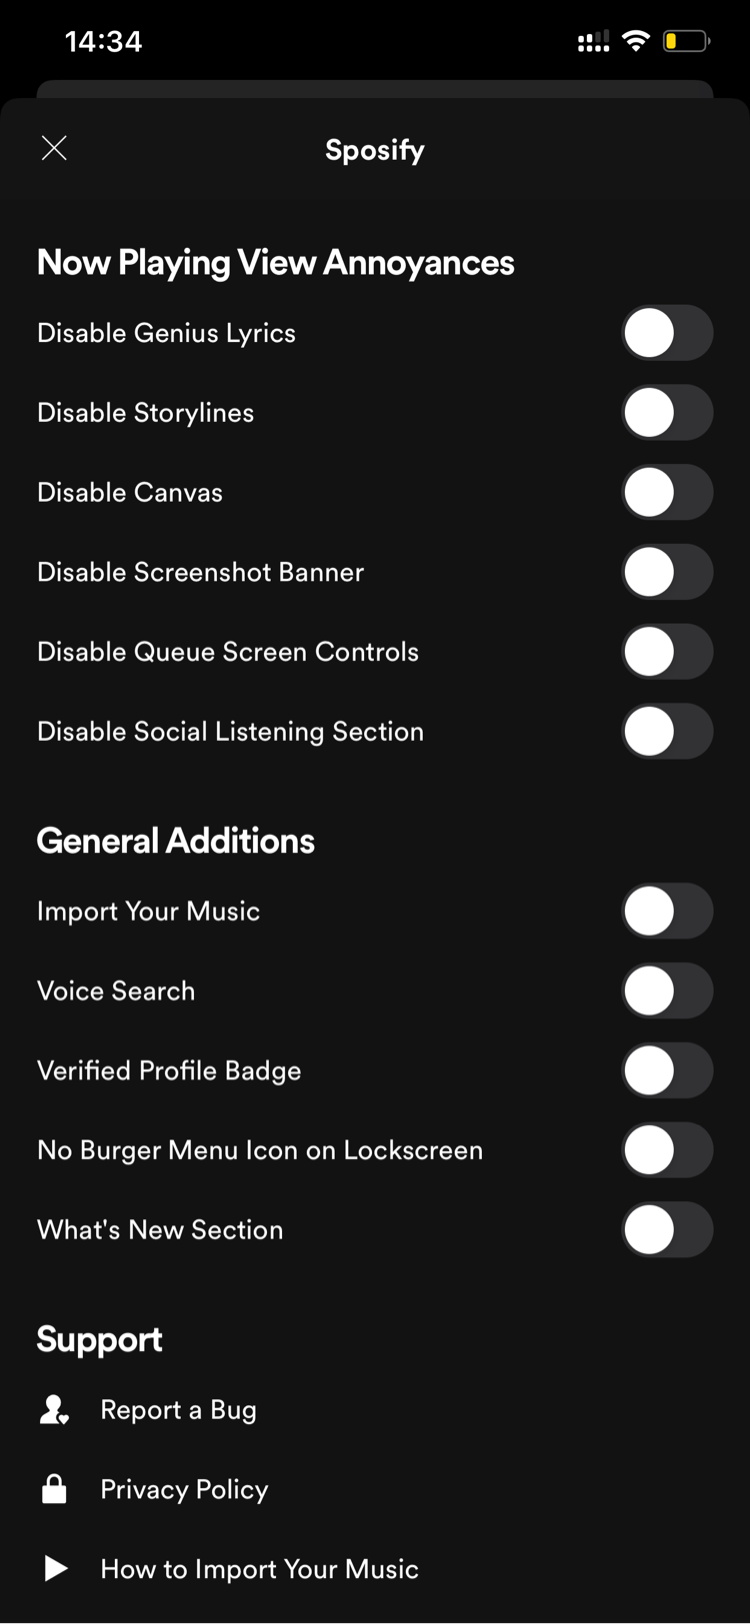 14:34
Sposify
Now Playing View Annoyances
Disable Genius Lyrics
Disable Storylines
Disable Canvas
Disable Screenshot Banner
Disable Queue Screen Controls
Disable Social Listening Section
General Additions
Import Your Music
Voice Search
Verified Profile Badge
No Burger Menu Icon on Lockscreen
What's New Section
Support
Report a Bug
Privacy Policy
How to Import Your Music